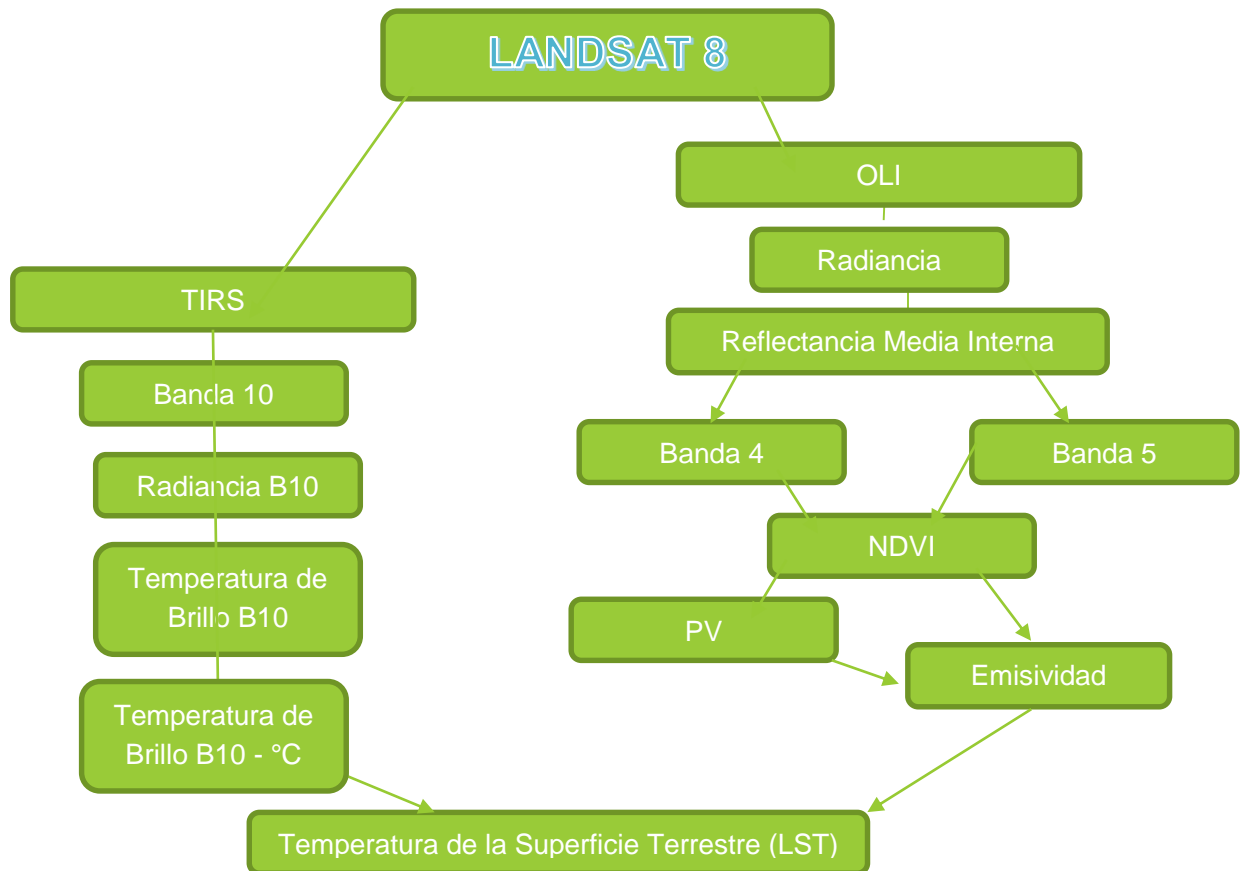 LANDSAT 8
OLI
Radiancia
TIRS
Reflectancia Media Interna
Banda 10
Banda 4
Banda 5
Radiancia B10
NDVI
Temperatura de
Brillo B10
PV
Emisividad
Temperatura de
Brillo B10 - °C
Temperatura de la Superficie Terrestre (LST)